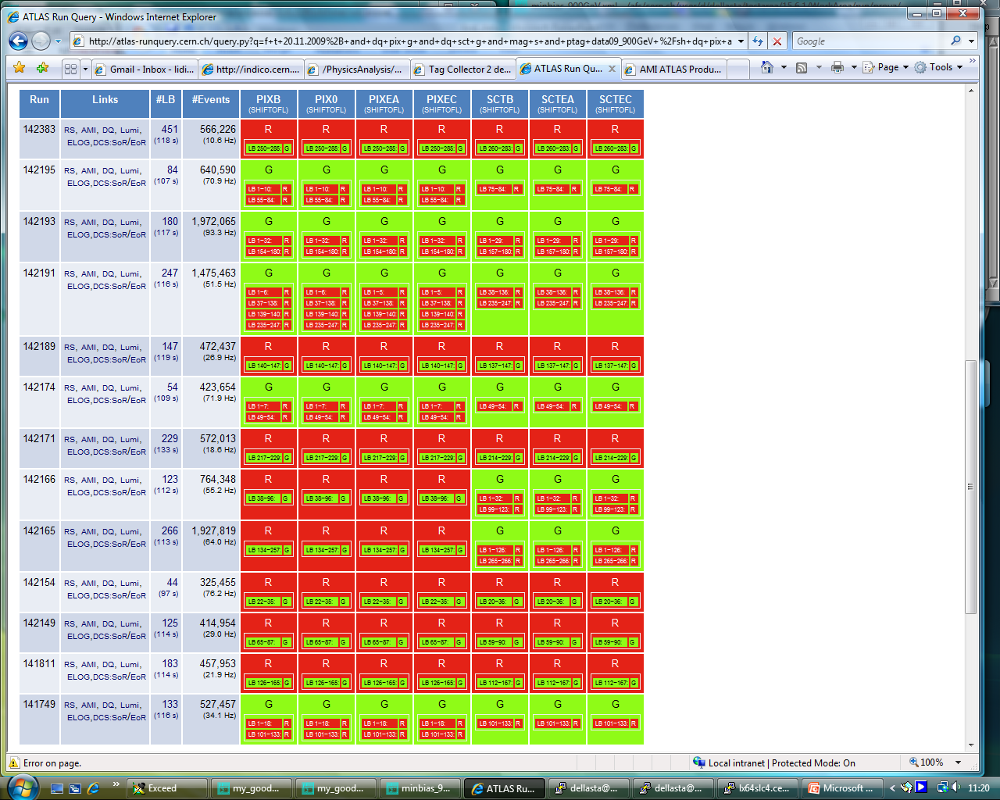 ATLAS Run Query - Windows Internet Explorer
http://atlas-runquery.cern.ch/query.py?q=f+t+20.11.2009%2B+and+dq+pix+g+and+dq+sct+g+and+mag+s+and+ptag+data09_900GeV+%2Fsh+dq+pix+a
Google
Gmail - Inbox - lidi... http://indico.cern.... /PhysicsAnalysis/... Tag Collector 2 de... ATLAS Run Qu... AMI ATLAS Produ... Page Tools
Run Links #LB #Events PIXB PIX0 PIXEA PIXEC SCTB SCTEA SCTEC
(SHIFTOFL) (SHIFTOFL) (SHIFTOFL) (SHIFTOFL) (SHIFTOFL) (SHIFTOFL) (SHIFTOFL)
142383 RS, AMI, DQ, Lumi, 451 566,226 R R R R R R R
ELOG,DCS:SoR/EoR (118 s) (10.6 Hz)
LB 250-285: G LB 250-285: G LB 250-285: G LB 250-285: G LB 260-283: G LB 260-283: G LB 260-283: G
142195 RS, AMI, DQ, Lumi, 84 640,590 G G G G G G G
ELOG,DCS:SoR/EoR (107 s) (70.9 Hz)
LB 1-10: R LB 1-10: R LB 1-10: R LB 1-10: R LB 75-84: R LB 75-84: R LB 75-84: R
LB 55-84: R LB 55-84: R LB 55-84: R LB 55-84: R
142193 RS, AMI, DQ, Lumi, 180 1,972,065 G G G G G G G
ELOG,DCS:SoR/EoR (117 s) (93.3 Hz)
LB 1-32: R LB 1-32: R LB 1-32: R LB 1-32: R LB 1-29: R LB 1-29: R LB 1-29: R
LB 154-180: R LB 154-180: R LB 154-180: R LB 154-180: R LB 157-180: R LB 157-180: R LB 157-180: R
142191 RS, AMI, DQ, Lumi, 247 1,475,463 G G G G G G G
ELOG,DCS:SoR/EoR (116 s) (51.5 Hz)
LB 1-6: R LB 1-6: R LB 1-5: R LB 1-5: R LB 38-136: R LB 38-136: R LB 38-136: R
LB 37-138: R LB 37-138: R LB 37-138: R LB 37-138: R LB 235-247: R LB 235-247: R LB 235-247: R
LB 139-140: R LB 139-140: R LB 139-140: R LB 139-140: R
LB 235-247: R LB 235-247: R LB 235-247: R LB 235-247: R
142189 RS, AMI, DQ, Lumi, 147 472,437 R R R R R R R
ELOG,DCS:SoR/EoR (119 s) (26.9 Hz)
LB 140-147: G LB 140-147: G LB 140-147: G LB 140-147: G LB 137-147: G LB 137-147: G LB 137-147: G
142174 RS, AMI, DQ, Lumi, 54 423,654 G G G G G G G
ELOG,DCS:SoR/EoR (109 s) (71.9 Hz)
LB 1-7: R LB 1-7: R LB 1-7: R LB 1-7: R LB 49-54: R LB 49-54: R LB 49-54: R
LB 49-54: R LB 49-54: R LB 49-54: R LB 49-54: R
142171 RS, AMI, DQ, Lumi, 229 572,013 R R R R R R R
ELOG,DCS:SoR/EoR (133 s) (18.6 Hz)
LB 217-229: G LB 217-229: G LB 217-229: G LB 217-229: G LB 214-229: G LB 214-229: G LB 214-229: G
142166 RS, AMI, DQ, Lumi, 123 764,348 R R R R G G G
ELOG,DCS:SoR/EoR (112 s) (55.2 Hz)
LB 38-96: G LB 38-96: G LB 38-96: G LB 38-96: G LB 1-32: R LB 1-32: R LB 1-32: R
LB 99-123: R LB 99-123: R LB 99-123: R
142165 RS, AMI, DQ, Lumi, 266 1,927,819 R R R R G G G
ELOG,DCS:SoR/EoR (113 s) (64.0 Hz)
LB 134-257: G LB 134-257: G LB 134-257: G LB 134-257: G LB 1-126: R LB 1-126: R LB 1-126: R
LB 265-266: R LB 265-266: R LB 265-266: R
142154 RS, AMI, DQ, Lumi, 44 325,455 R R R R R R R
ELOG,DCS:SoR/EoR (97 s) (76.2 Hz)
LB 22-35: G LB 22-35: G LB 22-35: G LB 22-35: G LB 20-36: G LB 20-36: G LB 20-36: G
142149 RS, AMI, DQ, Lumi, 125 414,954 R R R R R R R
ELOG,DCS:SoR/EoR (114 s) (29.0 Hz)
LB 65-87: G LB 65-87: G LB 65-87: G LB 65-87: G LB 59-90: G LB 59-90: G LB 59-90: G
141811 RS, AMI, DQ, Lumi, 183 457,953 R R R R R R R
ELOG,DCS:SoR/EoR (114 s) (21.9 Hz)
LB 126-165: G LB 126-165: G LB 126-165: G LB 126-165: G LB 112-167: G LB 112-167: G LB 112-167: G
141749 RS, AMI, DQ, Lumi, 133 527,457 G G G G G G G
ELOG,DCS:SoR/EoR (116 s) (34.1 Hz)
LB 1-18: R LB 1-18: R LB 1-18: R LB 1-18: R LB 101-133: R LB 101-133: R LB 101-133: R
LB 101-133: R LB 101-133: R LB 101-133: R LB 101-133: R
Error on page. Local intranet | Protected Mode: On 100%
Exceed my_good... my_good... minbias_9... ATLAS Ru... dellasta@... dellasta@... lx64slc4.ce... Microsoft ... 11:20